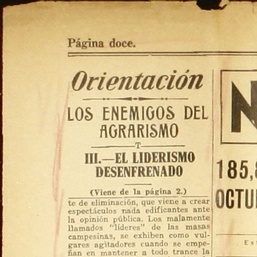 Página doce.
Orientación
LOS ENEMIGOS DEL
AGRARISMO
T
III.—EL LIDERISMO
DESENFRENADO
(Viene de la página 2.)
te de eliminación, que viene a crear
espectáculos nada edificantes ante
la opinión pública. Los malamente
llamados "líderes" de las masas
campesinas, se exhiben como vul-
gares agitadores cuando se empe-
ñan en mantener a todo trance la
N
185,8
OCTU